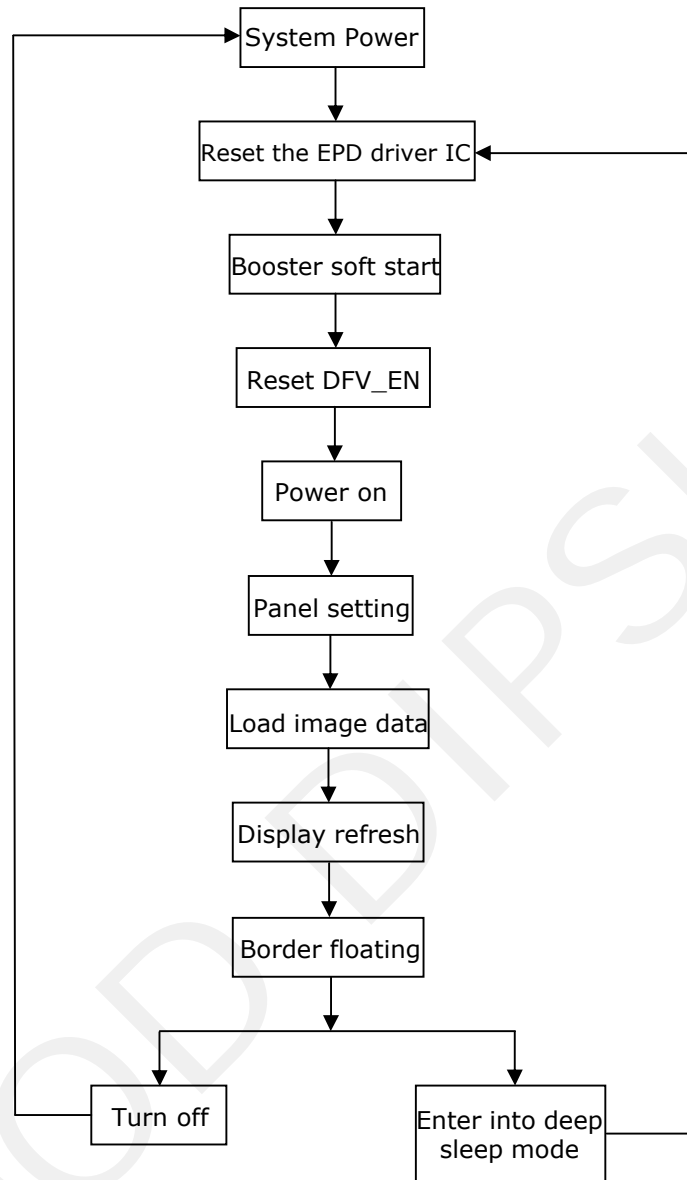 System Power
Reset the EPD driver IC
Booster soft start
Reset DFV_EN
Power on
Panel setting
Load image data
Display refresh
Border floating
Turn off
Enter into deep
sleep mode